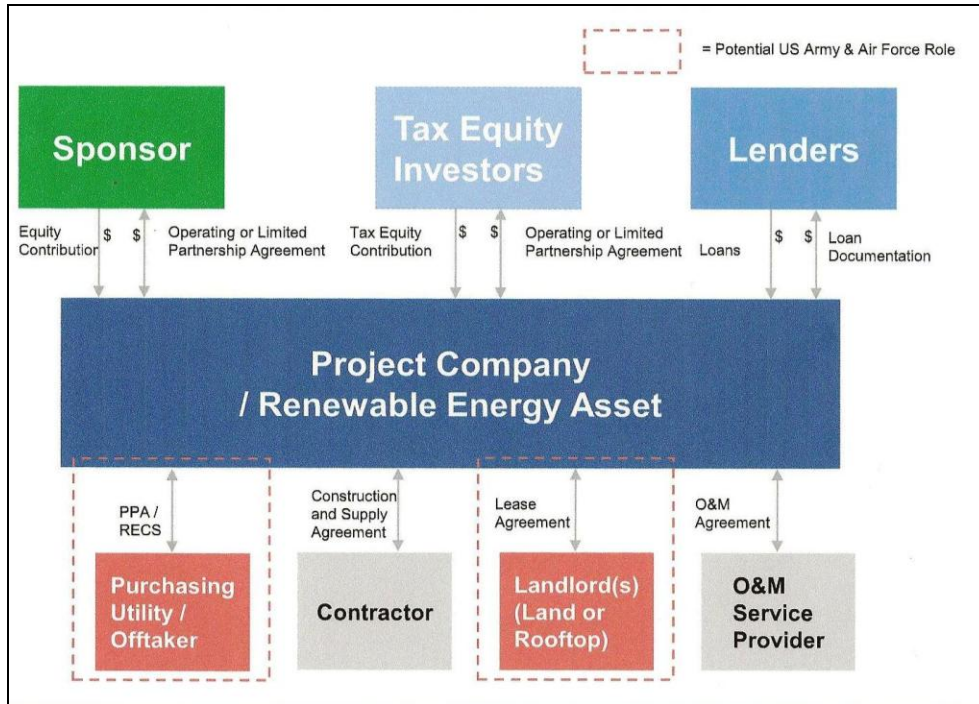 = Potential US Army & Air Force Role
Sponsor
Tax Equity
Investors
Lenders
Equity
Contribution
$
$
Operating or Limited
Partnership Agreement
Tax Equity
Contribution
$
$
Operating or Limited
Partnership Agreement
Loans
$
$
Loan
Documentation
Project Company
/ Renewable Energy Asset
PPA /
RECS
Construction
and Supply
Agreement
Lease
Agreement
O&M
Agreement
Purchasing
Utility /
Offtaker
Contractor
Landlord(s)
(Land or
Rooftop)
O&M
Service
Provider